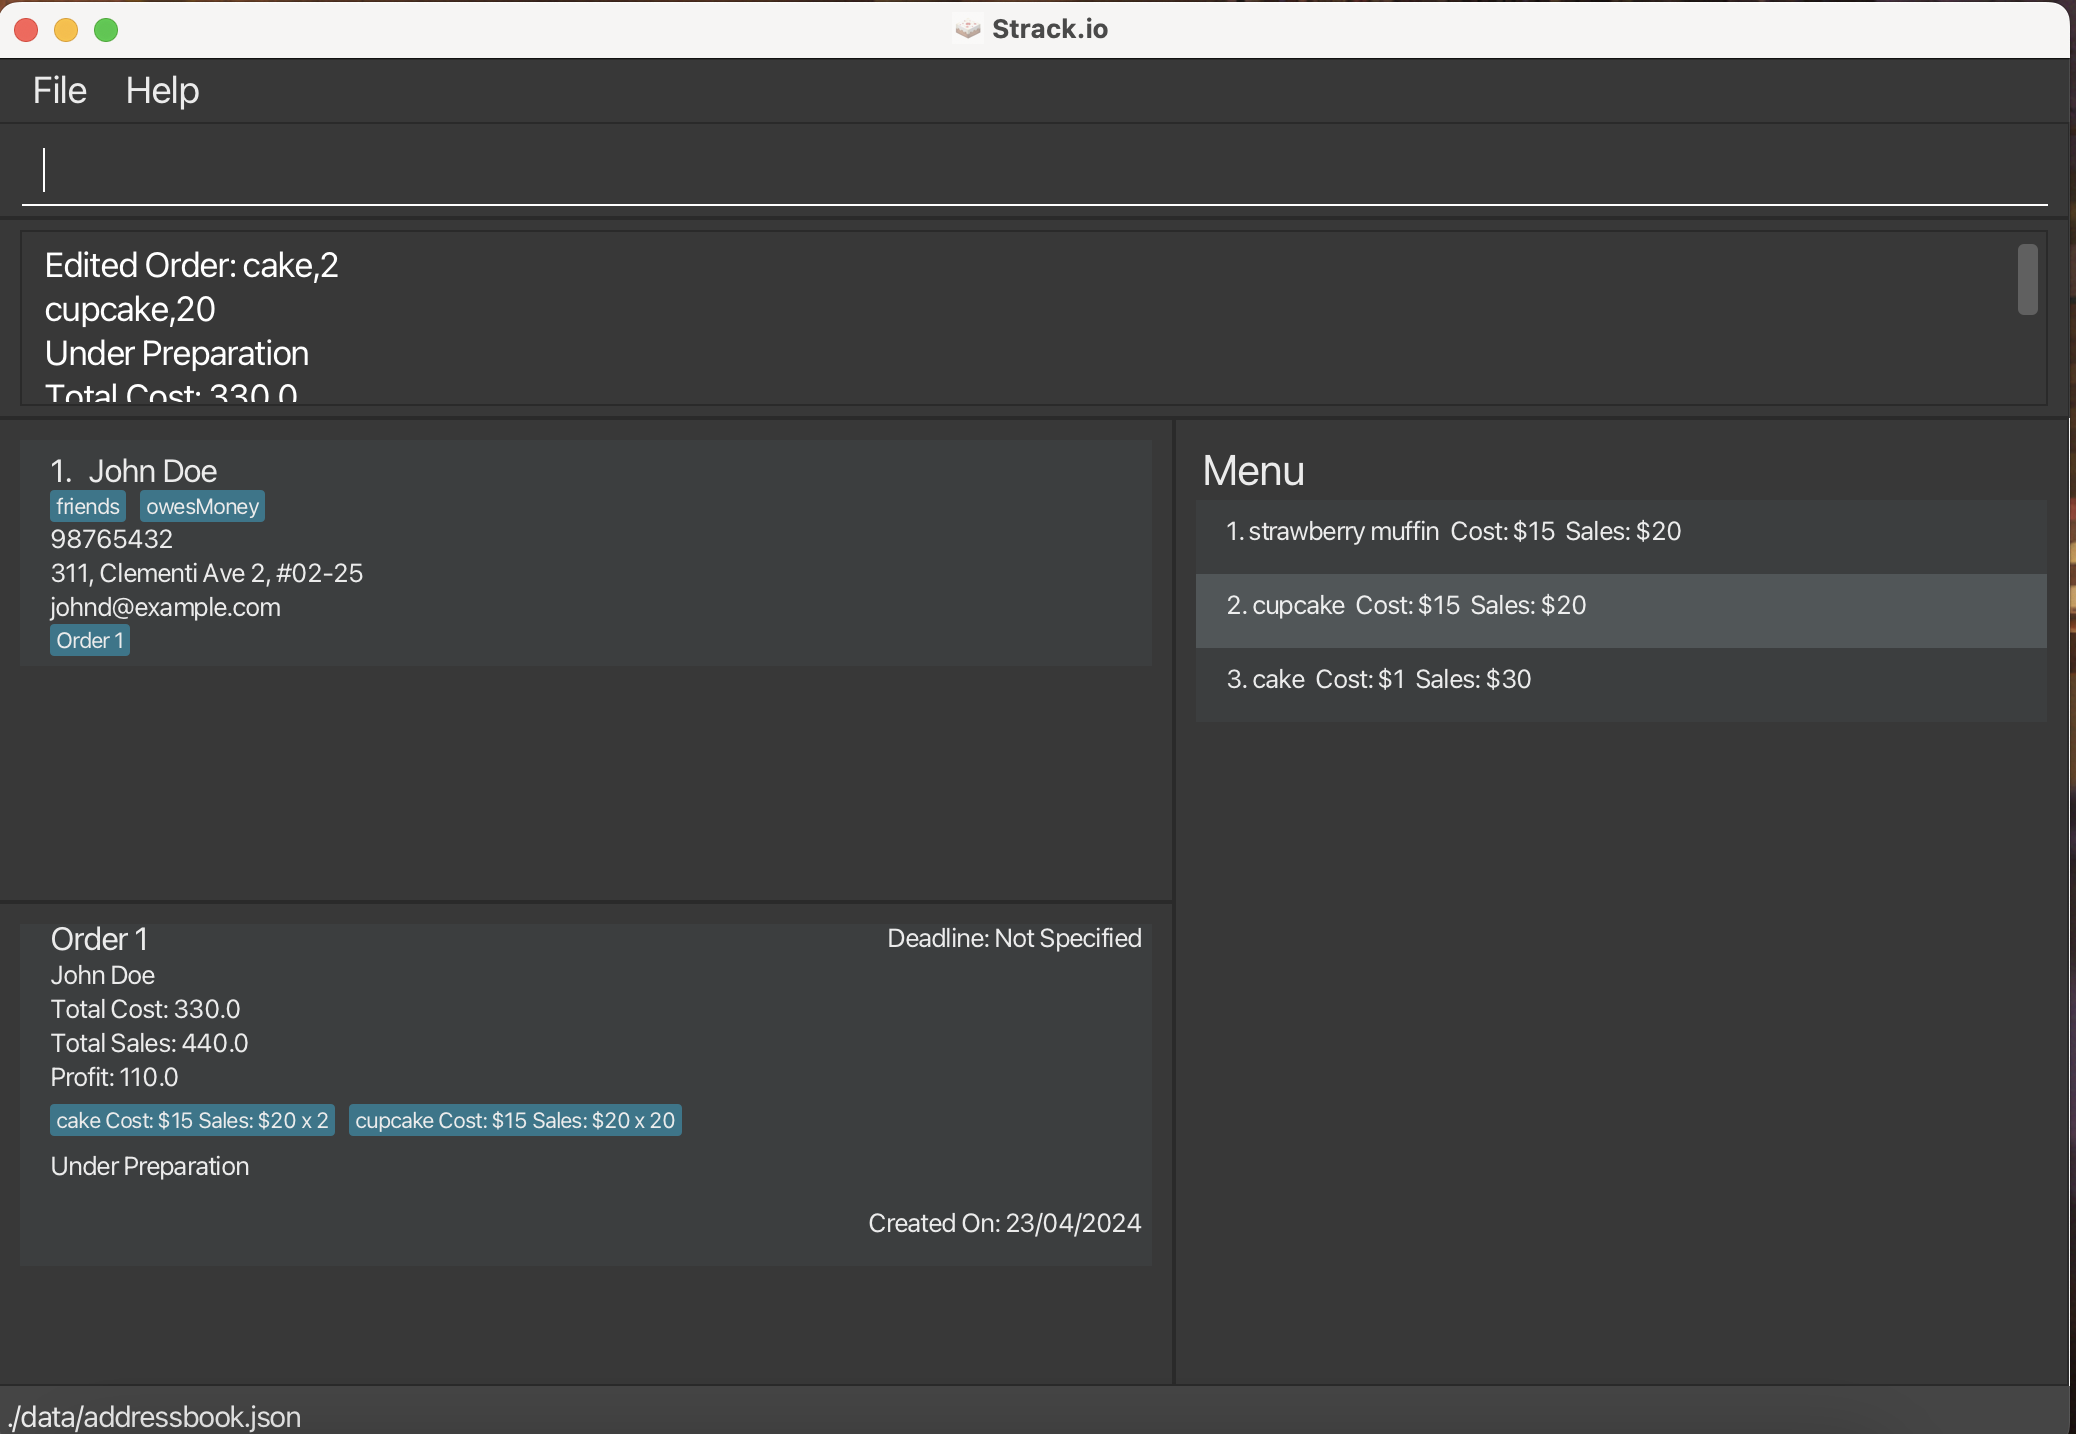 Strack.io
File Help
Edited Order: cake,2
cupcake,20
Under Preparation
Total Cost: 330.0
1. John Doe
friends owesMoney
98765432
311, Clementi Ave 2, #02-25
johnd@example.com
Order 1
Menu
1. strawberry muffin Cost: $15 Sales: $20
2. cupcake Cost: $15 Sales: $20
3. cake Cost: $1 Sales: $30
Order 1 Deadline: Not Specified
John Doe
Total Cost: 330.0
Total Sales: 440.0
Profit: 110.0
cake Cost: $15 Sales: $20 x 2 cupcake Cost: $15 Sales: $20 x 20
Under Preparation
Created On: 23/04/2024
./data/addressbook.json